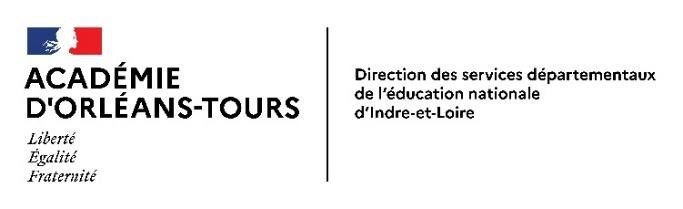 ACADÉMIE
D'ORLÉANS-TOURS
Liberté
Égalité
Fraternité
Direction des services départementaux
de l'éducation nationale
d'Indre-et-Loire